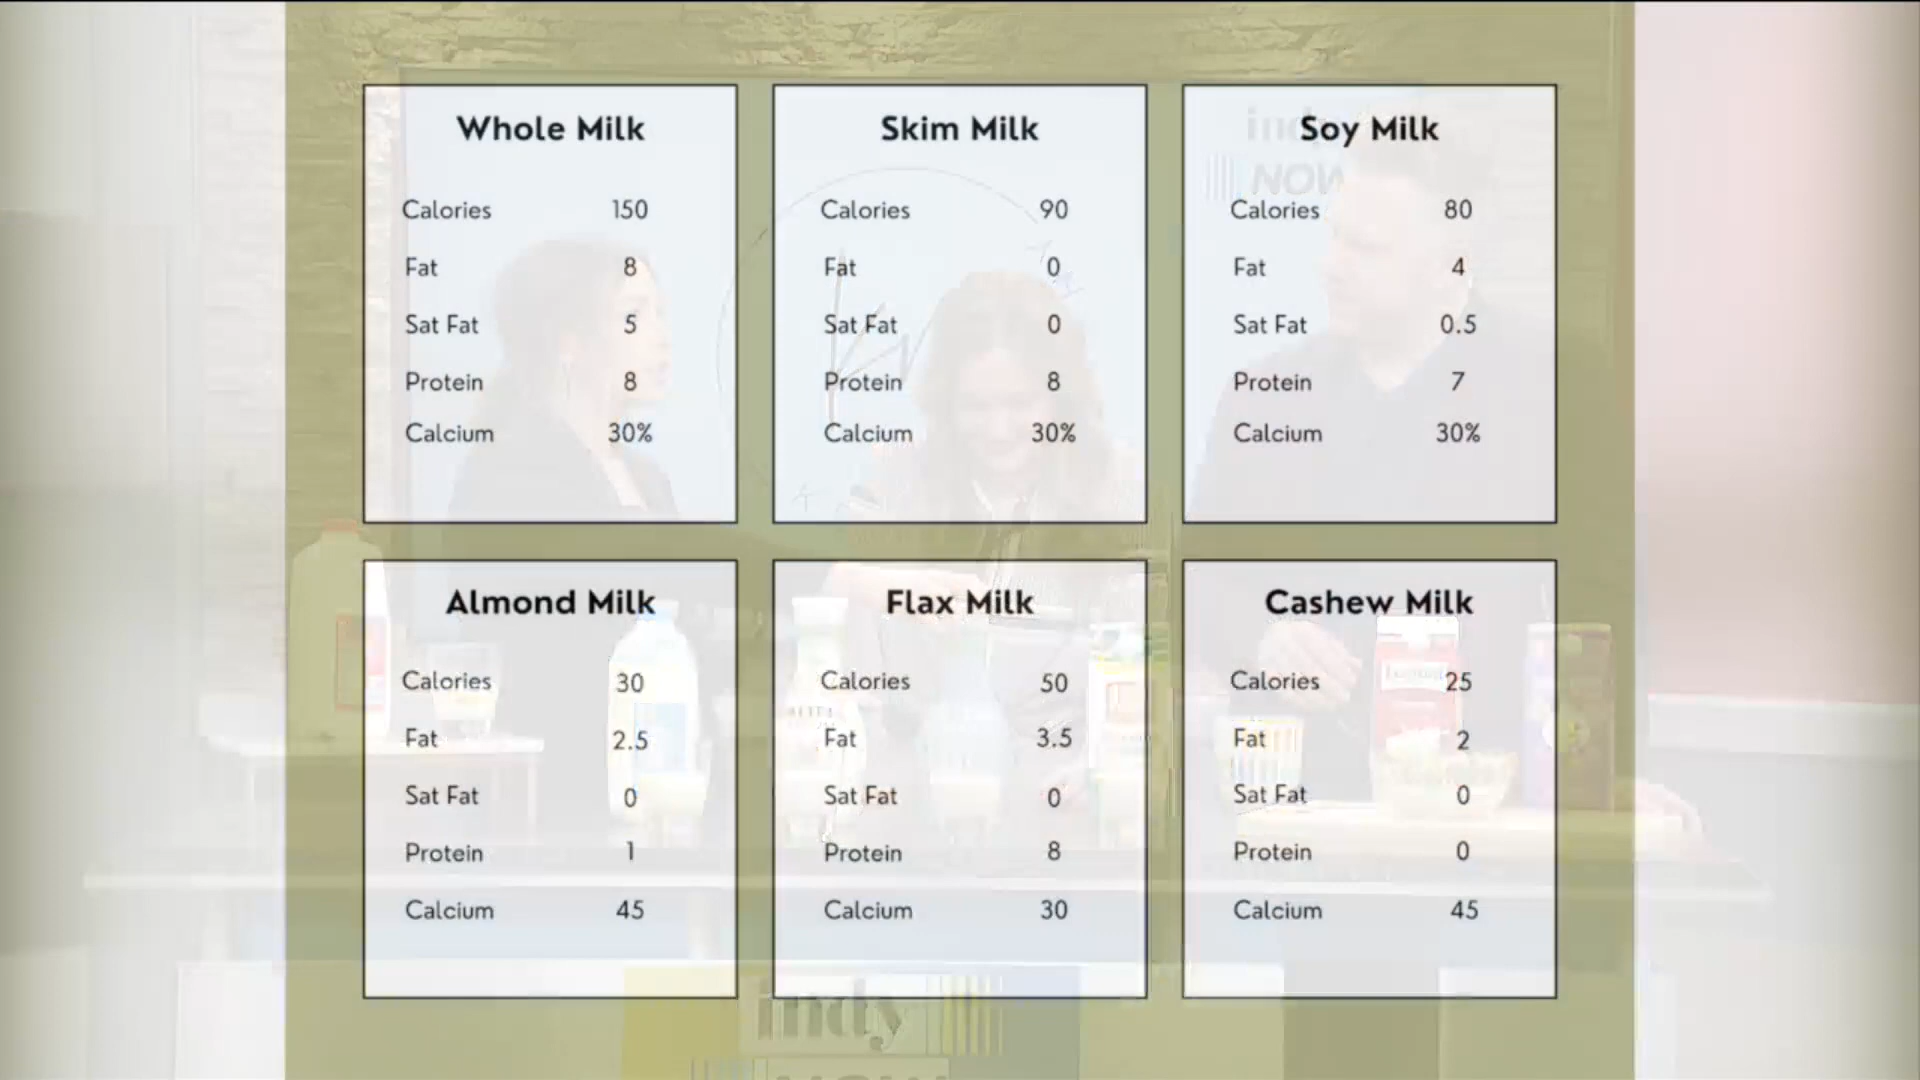 Whole Milk
Calories 150
Fat 8
Sat Fat 5
Protein 8
Calcium 30%
Skim Milk
Calories 90
Fat 0
Sat Fat 0
Protein 8
Calcium 30%
indy
NOW
Soy Milk
Calories 80
Fat 4
Sat Fat 0.5
Protein 7
Calcium 30%
Almond Milk
Calories 30
Fat 2.5
Sat Fat 0
Protein 1
Calcium 45
Flax Milk
Calories 50
Fat 3.5
Sat Fat 0
Protein 8
Calcium 30
Cashew Milk
Calories 25
Fat 2
Sat Fat 0
Protein 0
Calcium 45
indy
NOW